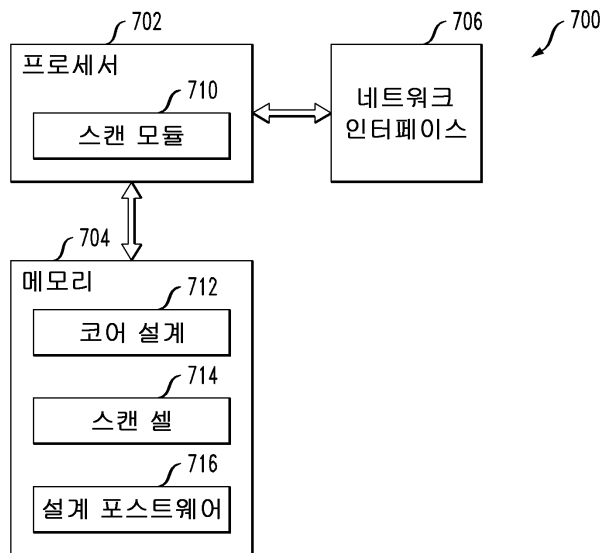 702
706
700
프로세서
710
스캔 모듈
네트워크
인터페이스
704
메모리
712
코어 설계
714
스캔 셀
716
설계 포스트웨어